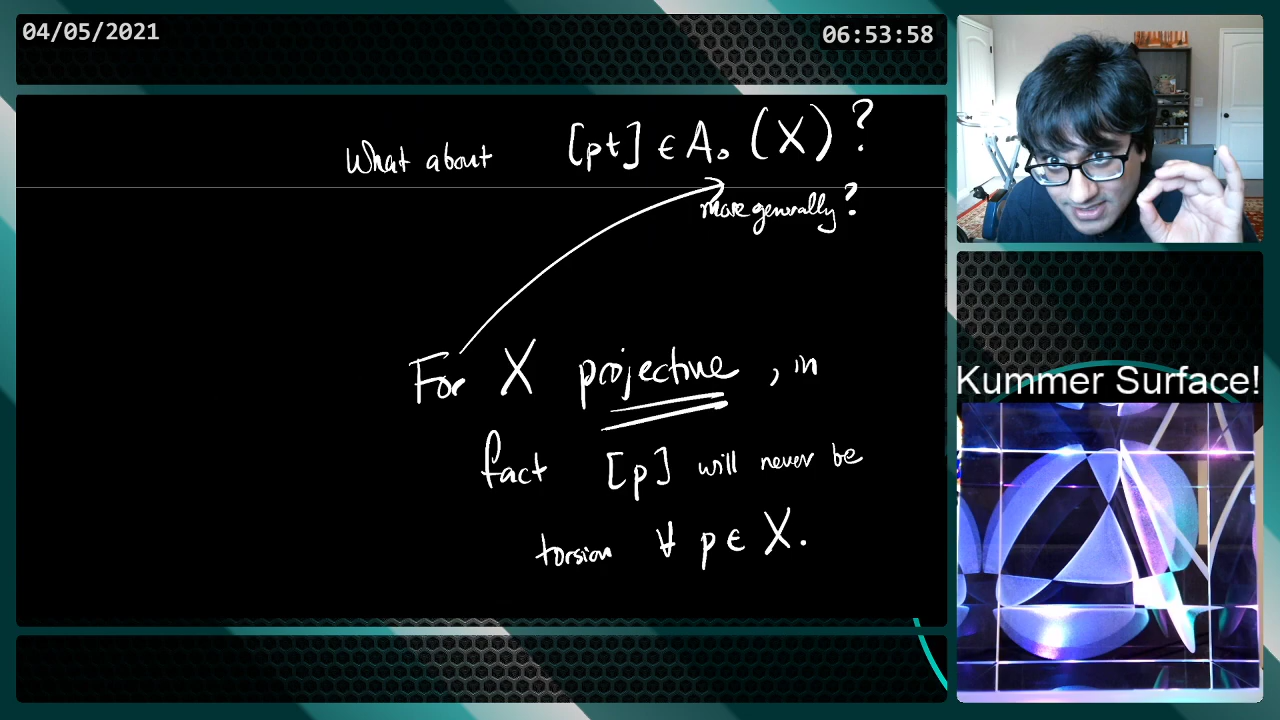 04/05/2021
06:53:58
What about [pt] ∈ A₀ (X) ?
more generally ?
For X projective, in
fact [p] will never be
torsion ∀ p ∈ X.
Kummer Surface!